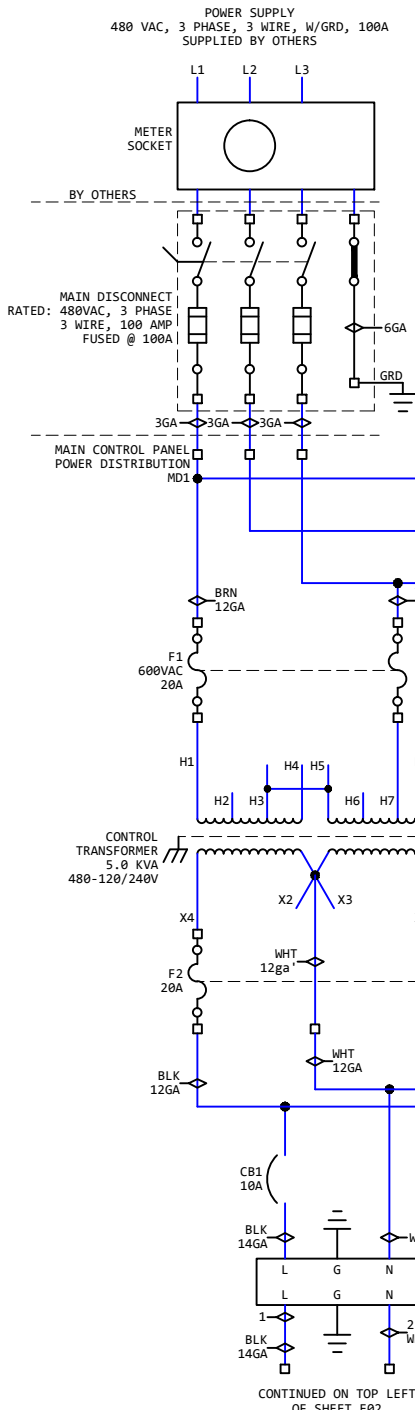 POWER SUPPLY
480 VAC, 3 PHASE, 3 WIRE, W/GRD, 100A
SUPPLIED BY OTHERS
L1 L2 L3
METER
SOCKET
BY OTHERS
MAIN DISCONNECT
RATED: 480VAC, 3 PHASE
3 WIRE, 100 AMP
FUSED @ 100A
6GA
GRD
3GA 3GA 3GA
MAIN CONTROL PANEL
POWER DISTRIBUTION
MD1
BRN
12GA
F1
600VAC
20A
H1 H2 H3 H4 H5 H6 H7
CONTROL
TRANSFORMER
5.0 KVA
480-120/240V
X4 X2 X3
WHT
12ga'
F2
20A
WHT
12GA
BLK
12GA
CB1
10A
BLK
14GA
W
L G N
L G N
1
2
W
BLK
14GA
CONTINUED ON TOP LEFT
OF SHEET E02